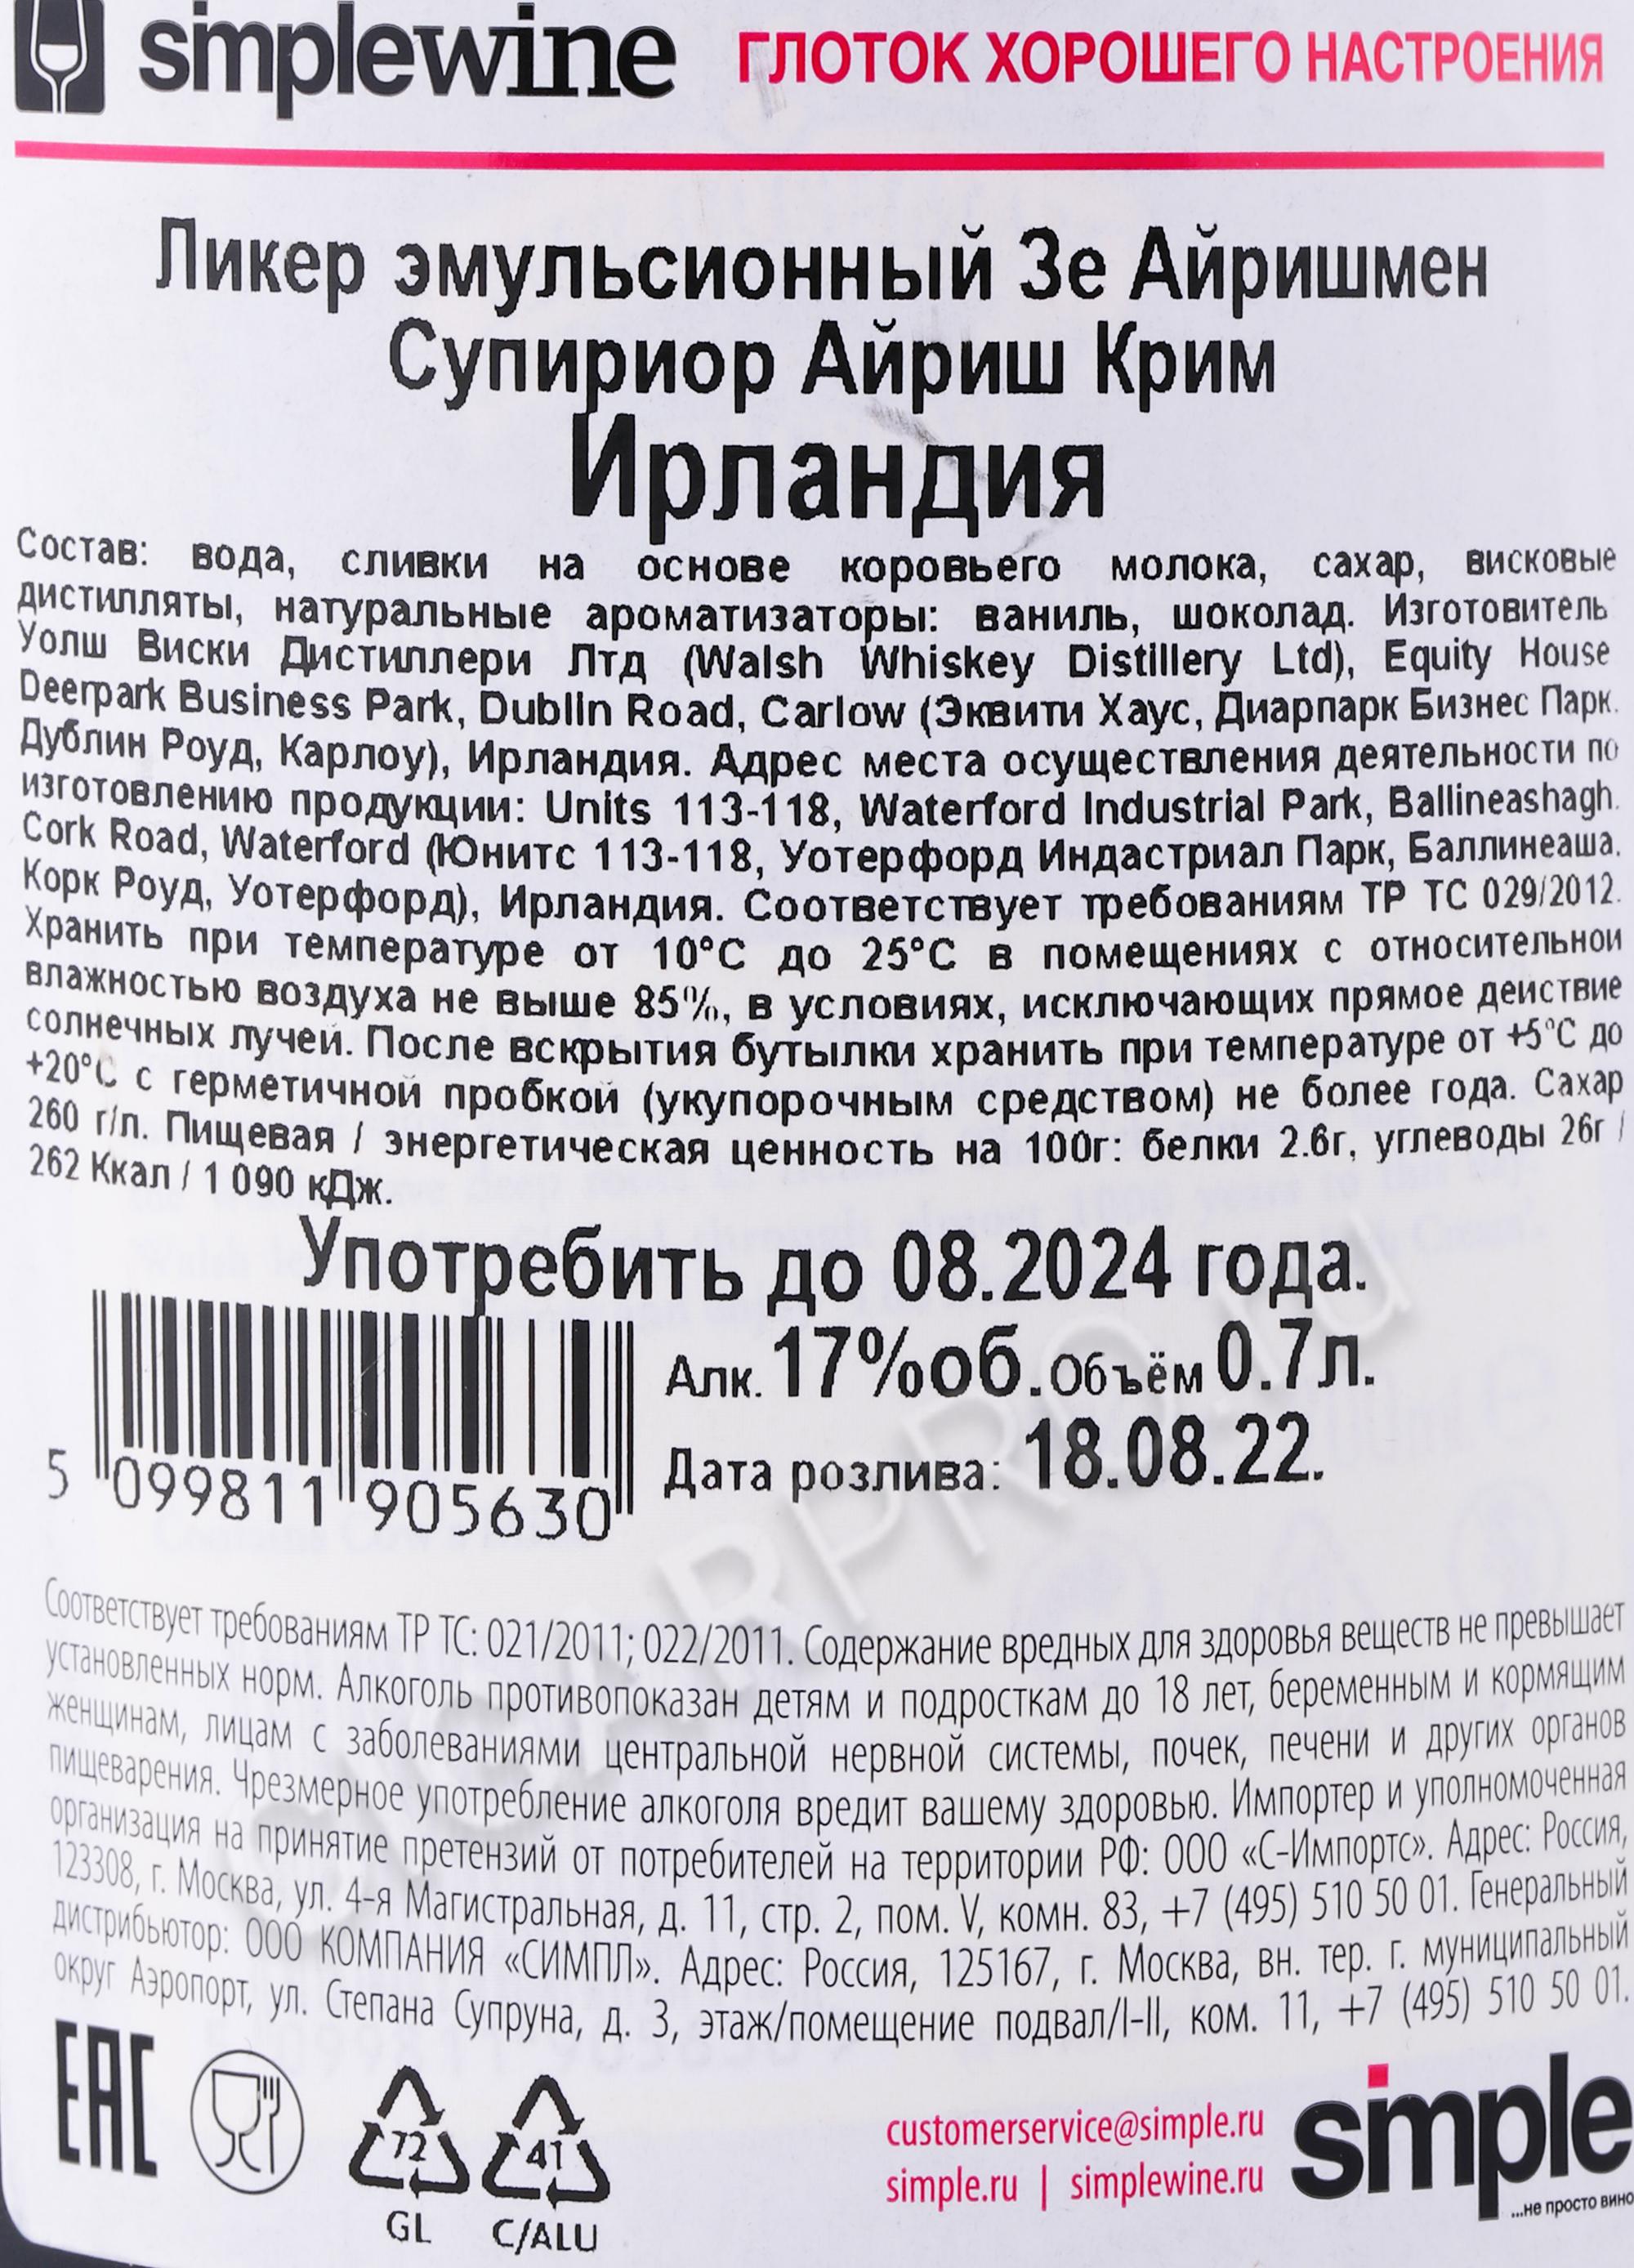 simplewine ГЛОТОК ХОРОШЕГО НАСТРОЕНИЯ
Ликер эмульсионный Зе Айришмен
Супириор Айриш Крим
Ирландия
Состав: вода, сливки на основе коровьего молока, сахар, висковые
дистилляты, натуральные ароматизаторы: ваниль, шоколад. Изготовитель
Уолш Виски Дистиллери Лтд (Walsh Whiskey Distillery Ltd), Equity House
Deerpark Business Park, Dublin Road, Carlow (Эквити Хаус, Диарпарк Бизнес Парк.
Дублин Роуд, Карлоу), Ирландия. Адрес места осуществления деятельности по
изготовлению продукции: Units 113-118, Waterford Industrial Park, Ballineashagh.
Cork Road, Waterford (Юнитс 113-118, Уотерфорд Индастриал Парк, Баллинеаша.
Корк Роуд, Уотерфорд), Ирландия. Соответствует требованиям ТР ТС 029/2012.
Хранить при температуре от 10°С до 25°С в помещениях с относительной
влажностью воздуха не выше 85%, в условиях, исключающих прямое действие
солнечных лучей. После вскрытия бутылки хранить при температуре от +5°С до
+20°С с герметичной пробкой (укупорочным средством) не более года. Сахар
260 г/л. Пищевая / энергетическая ценность на 100г: белки 2.6г, углеводы 26г /
262 Ккал / 1 090 кДж.
Употребить до 08.2024 года.
Алк. 17%об. Объём 0.7л.
Дата розлива: 18.08.22.
5 099811 905630
Соответствует требованиям ТР ТС: 021/2011; 022/2011. Содержание вредных для здоровья веществ не превышает
установленных норм. Алкоголь противопоказан детям и подросткам до 18 лет, беременным и кормящим
женщинам, лицам с заболеваниями центральной нервной системы, почек, печени и других органов
пищеварения. Чрезмерное употребление алкоголя вредит вашему здоровью. Импортер и уполномоченная
организация на принятие претензий от потребителей на территории РФ: ООО «С-Импортс». Адрес: Россия,
123308, г. Москва, ул. 4-я Магистральная, д. 11, стр. 2, пом. V, комн. 83, +7 (495) 510 50 01. Генеральный
дистрибьютор: ООО КОМПАНИЯ «СИМПЛ». Адрес: Россия, 125167, г. Москва, вн. тер. г. муниципальный
округ Аэропорт, ул. Степана Супруна, д. 3, этаж/помещение подвал/I-II, ком. 11, +7 (495) 510 50 01.
EAC
72
GL
41
C/ALU
customerservice@simple.ru
simple.ru | simplewine.ru
simple
...не просто вино
CIGARPRO.ru